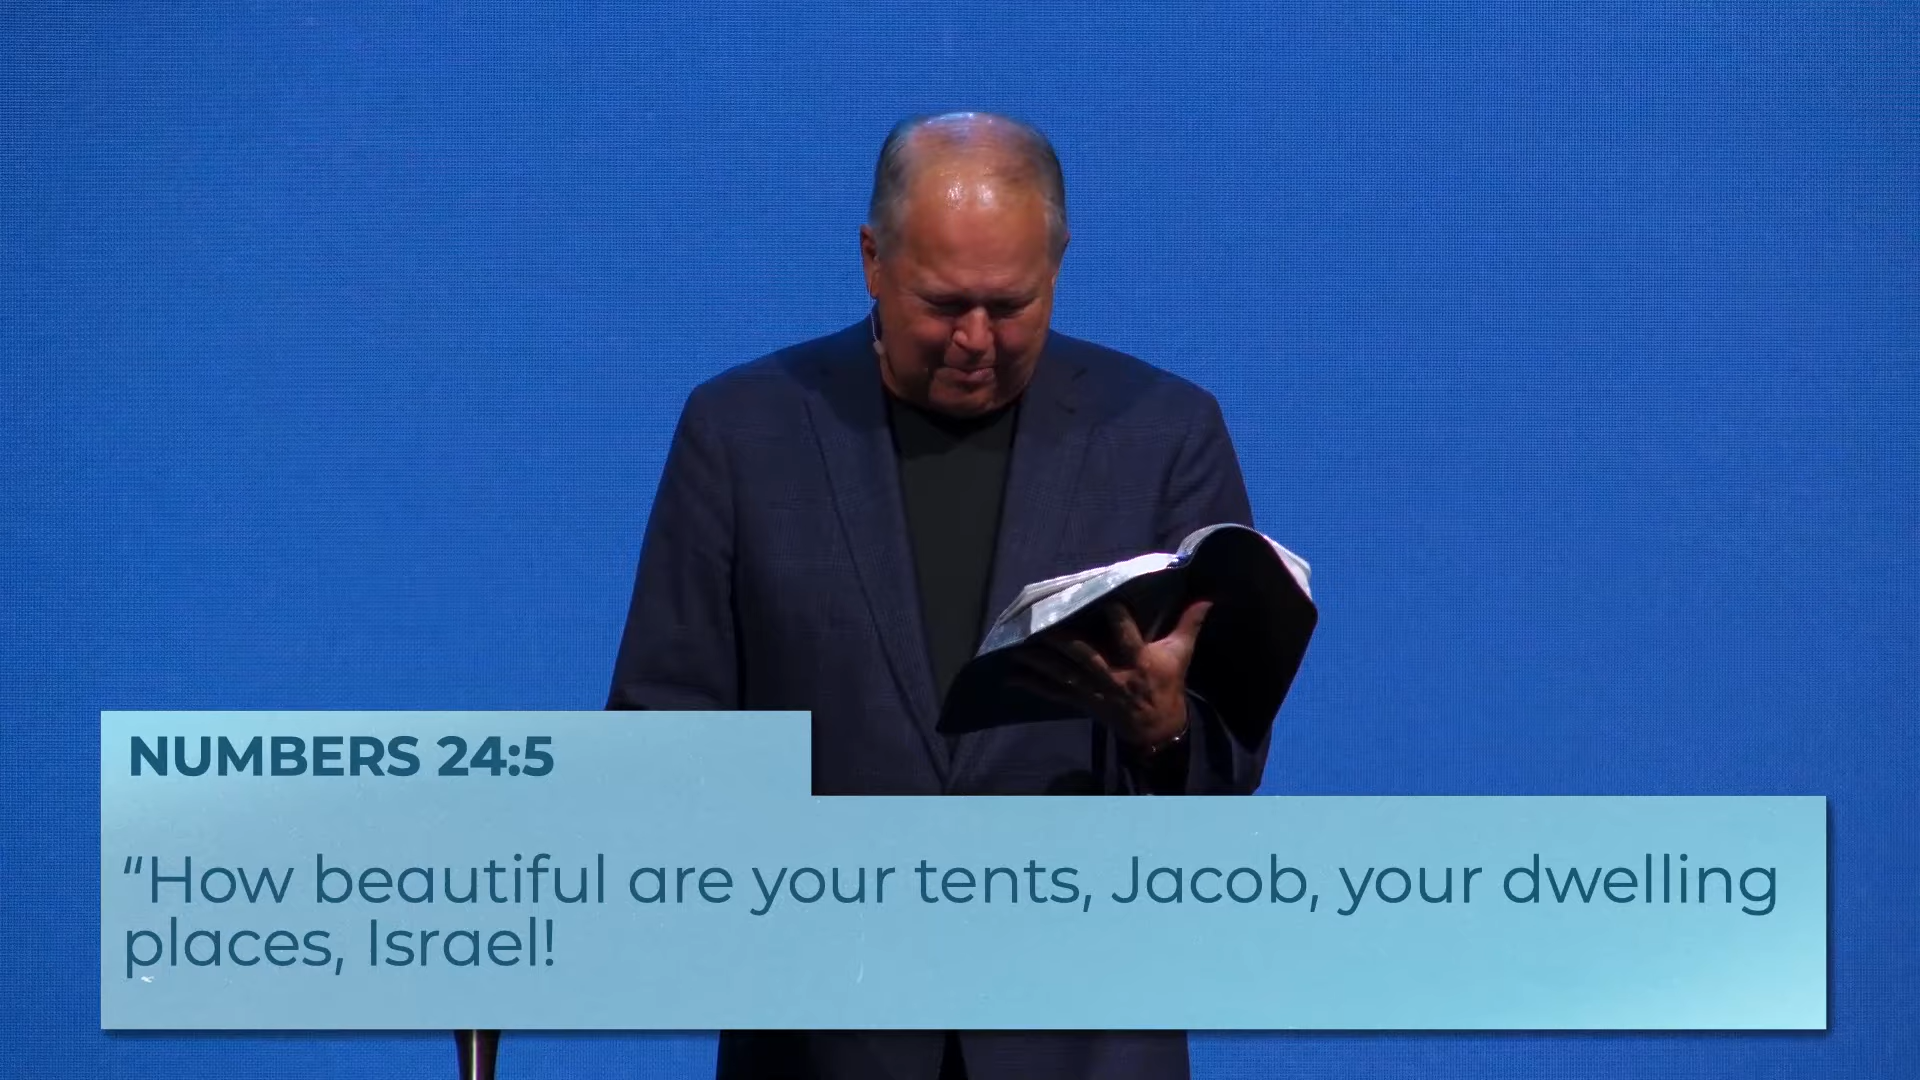 NUMBERS 24:5
“How beautiful are your tents, Jacob, your dwelling
places, Israel!